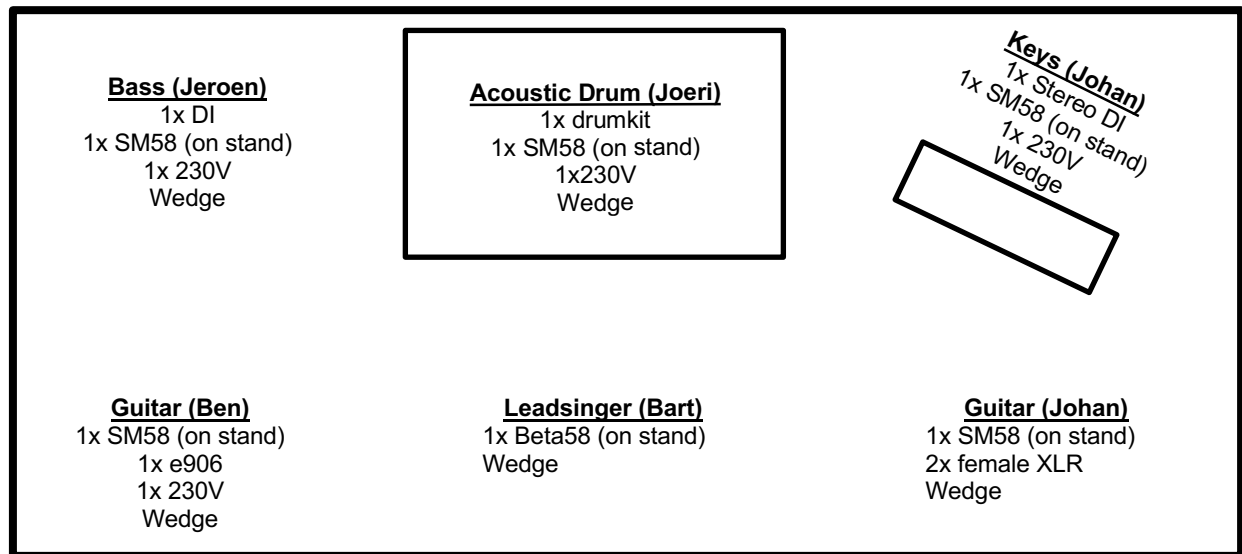 Bass (Jeroen)
1x DI
1x SM58 (on stand)
1x 230V
Wedge
Acoustic Drum (Joeri)
1x drumkit
1x SM58 (on stand)
1x230V
Wedge
Keys (Johan)
1x Stereo DI
1x SM58 (on stand)
1x 230V
Wedge
Guitar (Ben)
1x SM58 (on stand)
1x e906
1x 230V
Wedge
Leadsinger (Bart)
1x Beta58 (on stand)
Wedge
Guitar (Johan)
1x SM58 (on stand)
2x female XLR
Wedge